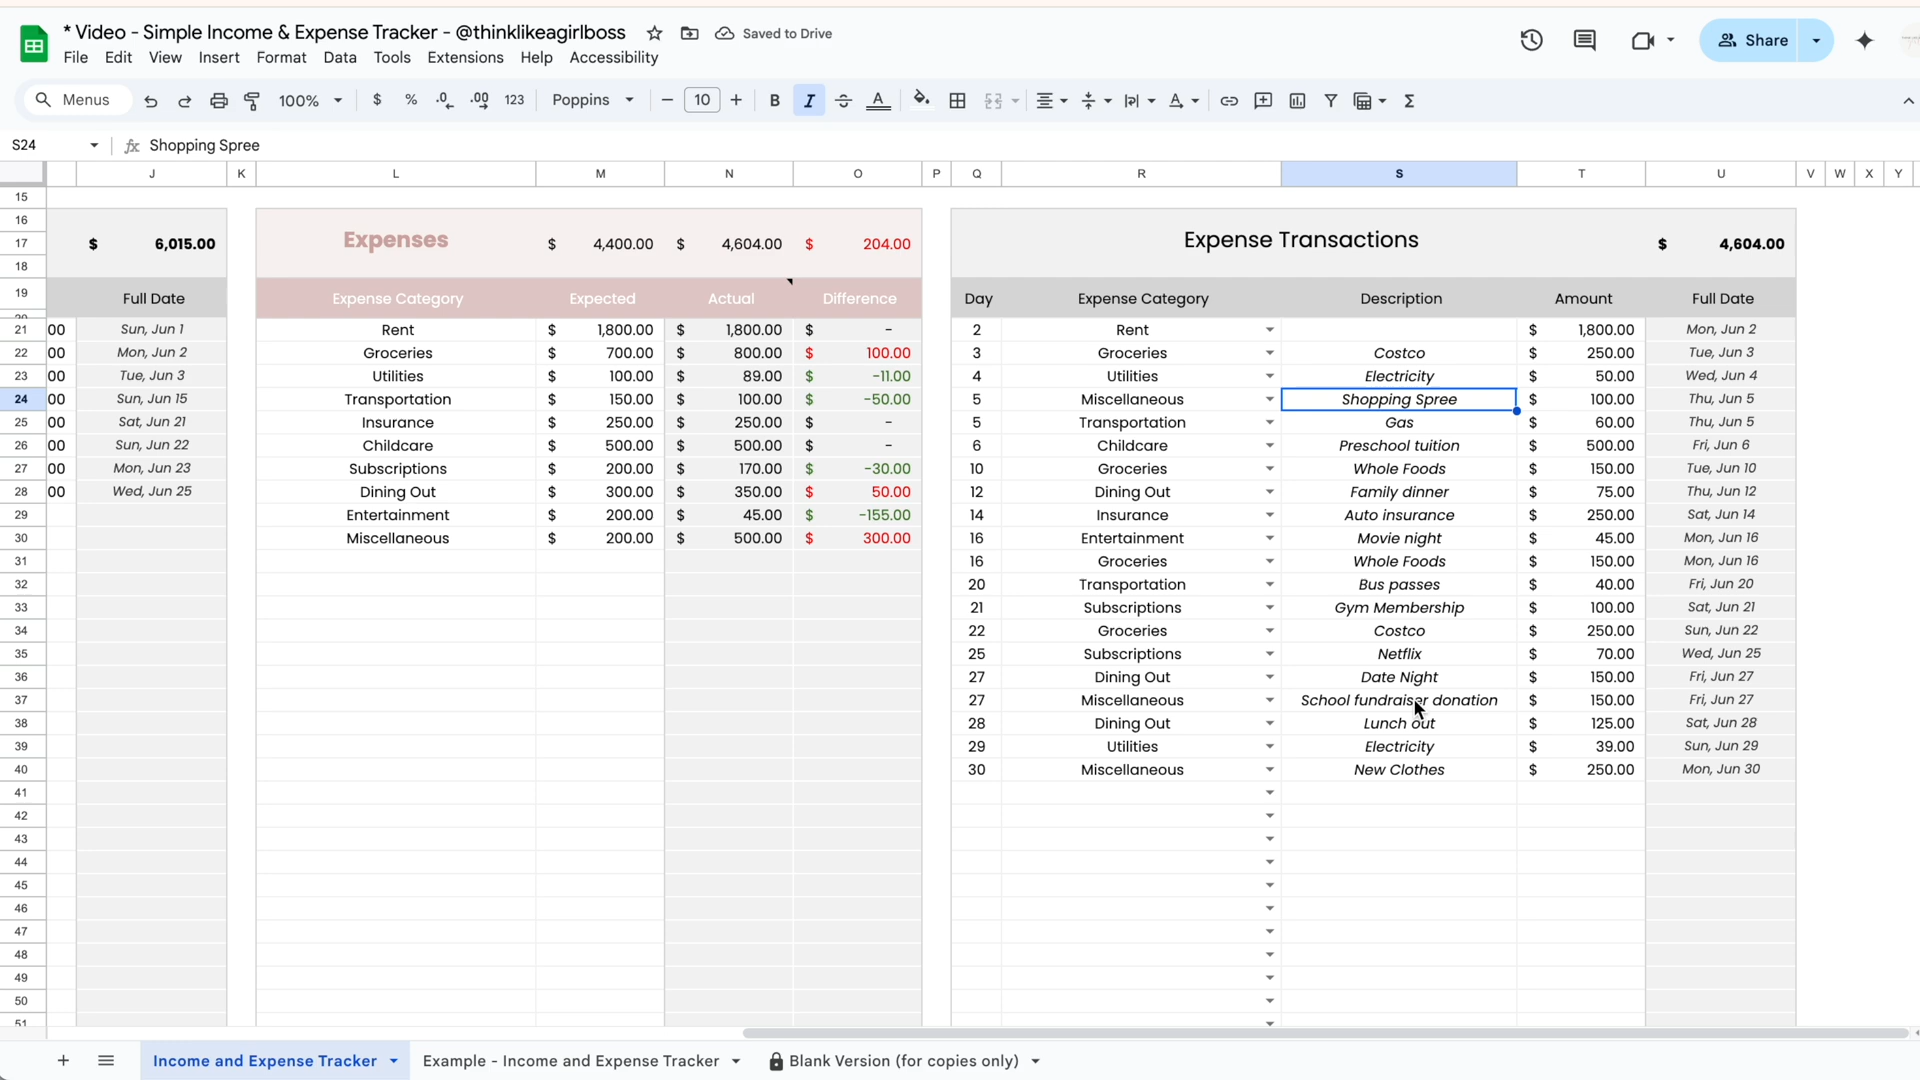 * Video - Simple Income & Expense Tracker - @thinklikeagirlboss Saved to Drive
File Edit View Insert Format Data Tools Extensions Help Accessibility
Share
Menus 100% $ % .0 .00 123 Poppins 10 B I A Σ
S24 fx Shopping Spree
J K L M N O P Q R S T U V W X Y
15
16
17 $ 6,015.00 Expenses $ 4,400.00 $ 4,604.00 $ 204.00 Expense Transactions $ 4,604.00
18
19 Full Date Expense Category Expected Actual Difference Day Expense Category Description Amount Full Date
21 00 Sun, Jun 1 Rent $ 1,800.00 $ 1,800.00 $ - 2 Rent $ 1,800.00 Mon, Jun 2
22 00 Mon, Jun 2 Groceries $ 700.00 $ 800.00 $ 100.00 3 Groceries Costco $ 250.00 Tue, Jun 3
23 00 Tue, Jun 3 Utilities $ 100.00 $ 89.00 $ -11.00 4 Utilities Electricity $ 50.00 Wed, Jun 4
24 00 Sun, Jun 15 Transportation $ 150.00 $ 100.00 $ -50.00 5 Miscellaneous Shopping Spree $ 100.00 Thu, Jun 5
25 00 Sat, Jun 21 Insurance $ 250.00 $ 250.00 $ - 5 Transportation Gas $ 60.00 Thu, Jun 5
26 00 Sun, Jun 22 Childcare $ 500.00 $ 500.00 $ - 6 Childcare Preschool tuition $ 500.00 Fri, Jun 6
27 00 Mon, Jun 23 Subscriptions $ 200.00 $ 170.00 $ -30.00 10 Groceries Whole Foods $ 150.00 Tue, Jun 10
28 00 Wed, Jun 25 Dining Out $ 300.00 $ 350.00 $ 50.00 12 Dining Out Family dinner $ 75.00 Thu, Jun 12
29 Entertainment $ 200.00 $ 45.00 $ -155.00 14 Insurance Auto insurance $ 250.00 Sat, Jun 14
30 Miscellaneous $ 200.00 $ 500.00 $ 300.00 16 Entertainment Movie night $ 45.00 Mon, Jun 16
31 16 Groceries Whole Foods $ 150.00 Mon, Jun 16
32 20 Transportation Bus passes $ 40.00 Fri, Jun 20
33 21 Subscriptions Gym Membership $ 100.00 Sat, Jun 21
34 22 Groceries Costco $ 250.00 Sun, Jun 22
35 25 Subscriptions Netflix $ 70.00 Wed, Jun 25
36 27 Dining Out Date Night $ 150.00 Fri, Jun 27
37 27 Miscellaneous School fundraiser donation $ 150.00 Fri, Jun 27
38 28 Dining Out Lunch out $ 125.00 Sat, Jun 28
39 29 Utilities Electricity $ 39.00 Sun, Jun 29
40 30 Miscellaneous New Clothes $ 250.00 Mon, Jun 30
41
42
43
44
45
46
47
48
49
50
51
Income and Expense Tracker Example - Income and Expense Tracker Blank Version (for copies only)